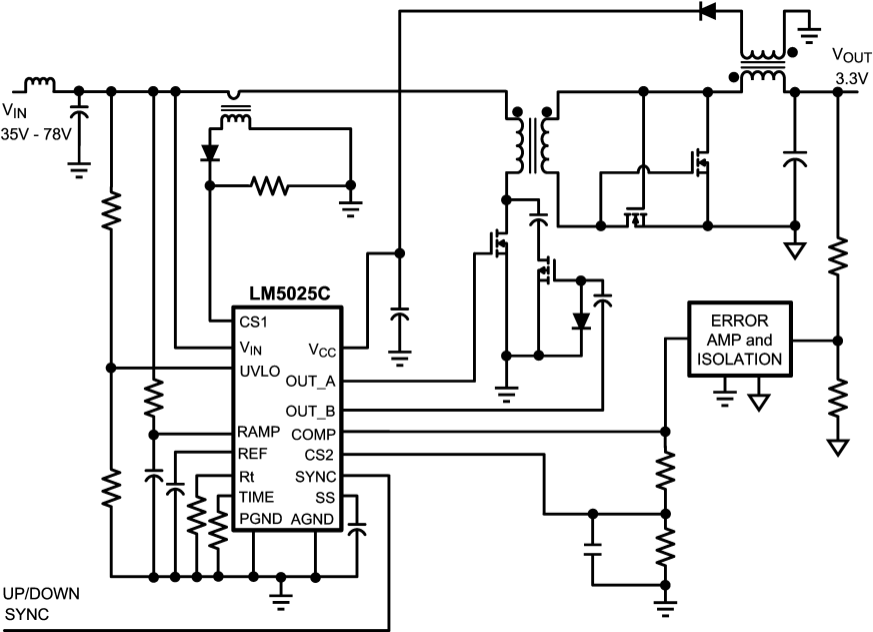 VOUT
3.3V
VIN
35V - 78V
LM5025C
CS1
VIN
UVLO
RAMP
REF
Rt
TIME
PGND AGND
VCC
OUT_A
OUT_B
COMP
CS2
SYNC
SS
ERROR
AMP and
ISOLATION
UP/DOWN
SYNC